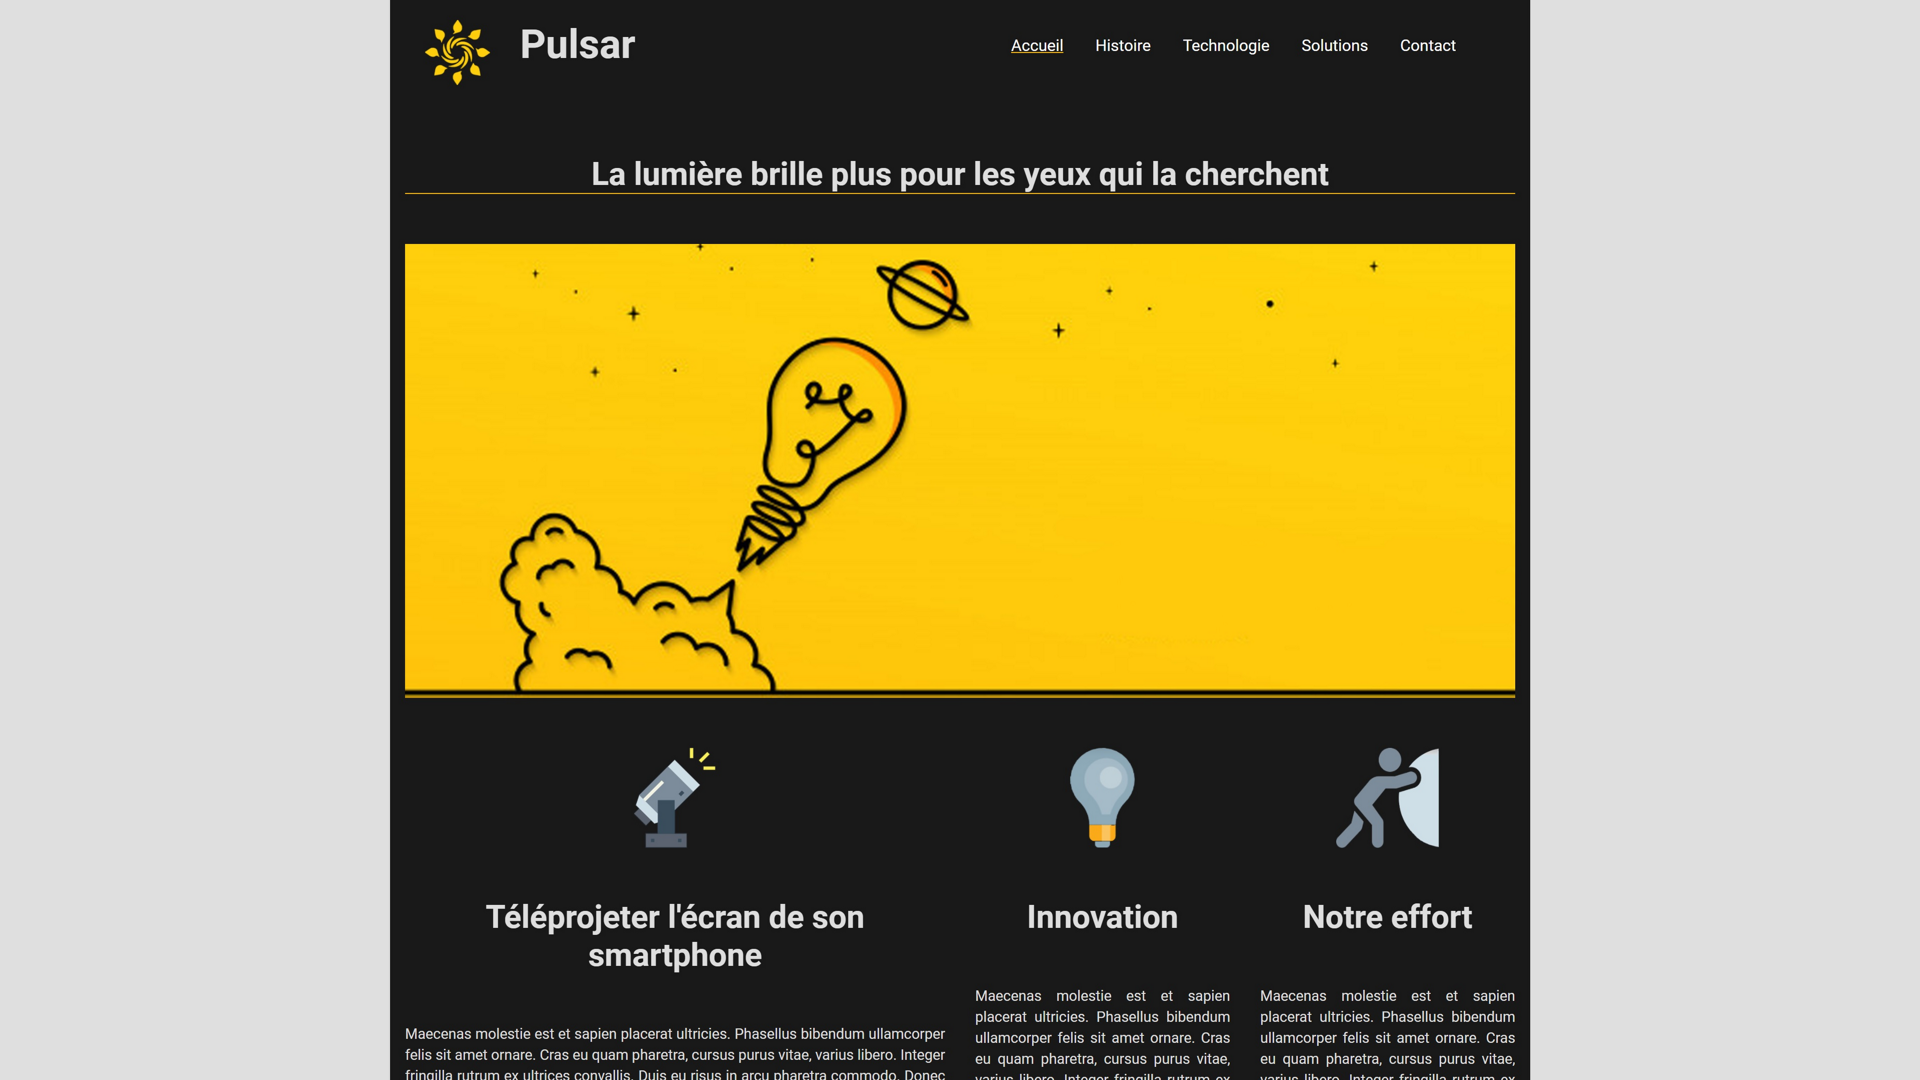 Pulsar
Accueil Histoire Technologie Solutions Contact
La lumière brille plus pour les yeux qui la cherchent
Téléprojeter l'écran de son
smartphone
Maecenas molestie est et sapien placerat ultricies. Phasellus bibendum ullamcorper
felis sit amet ornare. Cras eu quam pharetra, cursus purus vitae, varius libero. Integer
fringilla rutrum ex ultrices convallis. Duis eu risus in arcu pharetra commodo. Donec
Innovation
Maecenas molestie est et sapien
placerat ultricies. Phasellus bibendum
ullamcorper felis sit amet ornare. Cras
eu quam pharetra, cursus purus vitae,
varius libero. Integer fringilla rutrum ex
Notre effort
Maecenas molestie est et sapien
placerat ultricies. Phasellus bibendum
ullamcorper felis sit amet ornare. Cras
eu quam pharetra, cursus purus vitae,
varius libero. Integer fringilla rutrum ex